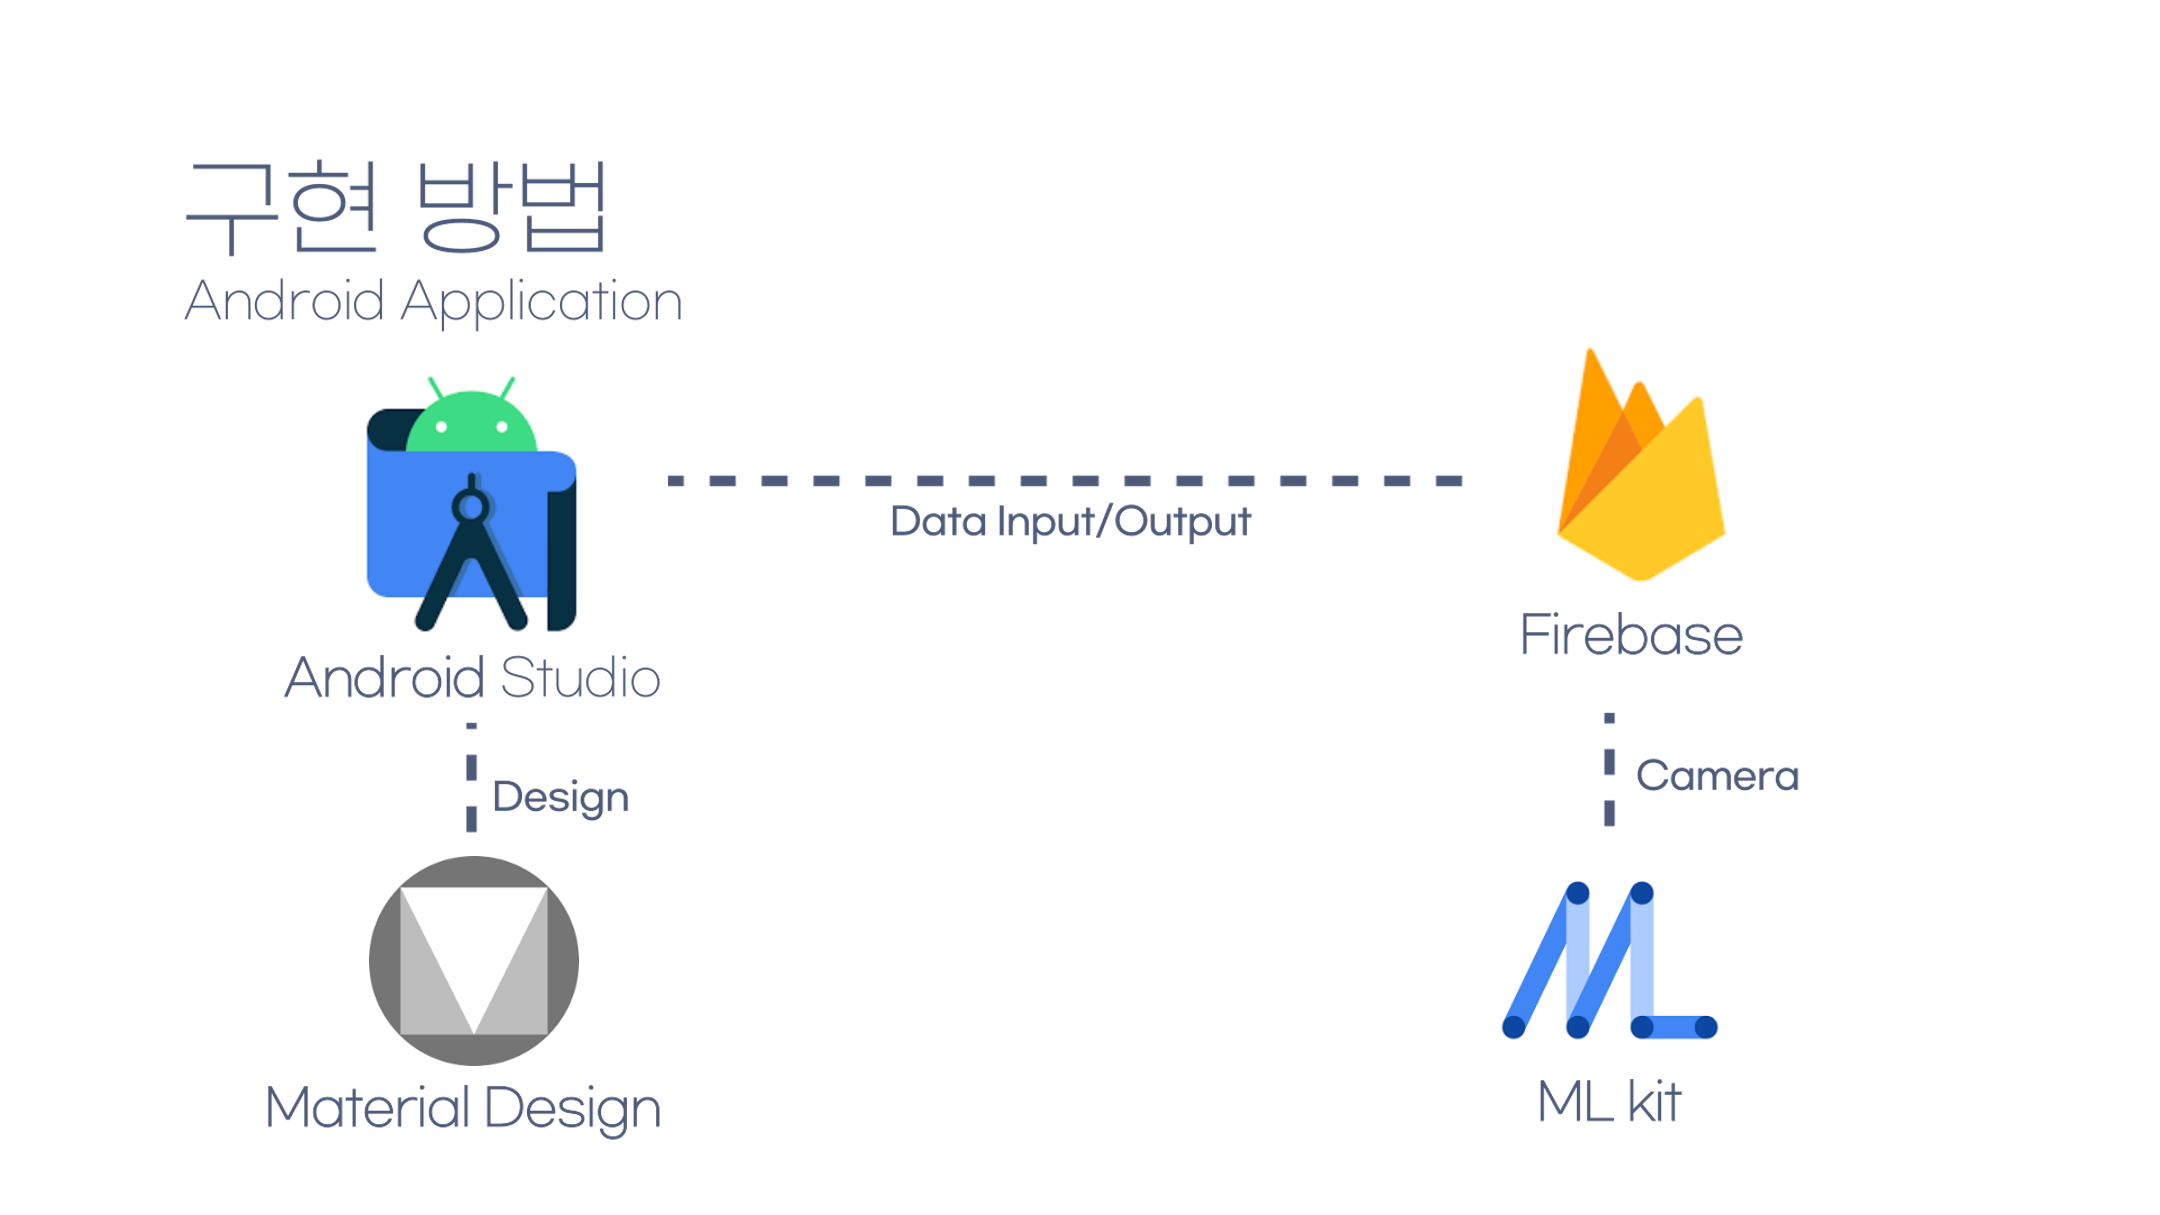 구현 방법
Android Application
Data Input/Output
Android Studio
Firebase
Design
Camera
Material Design
ML kit